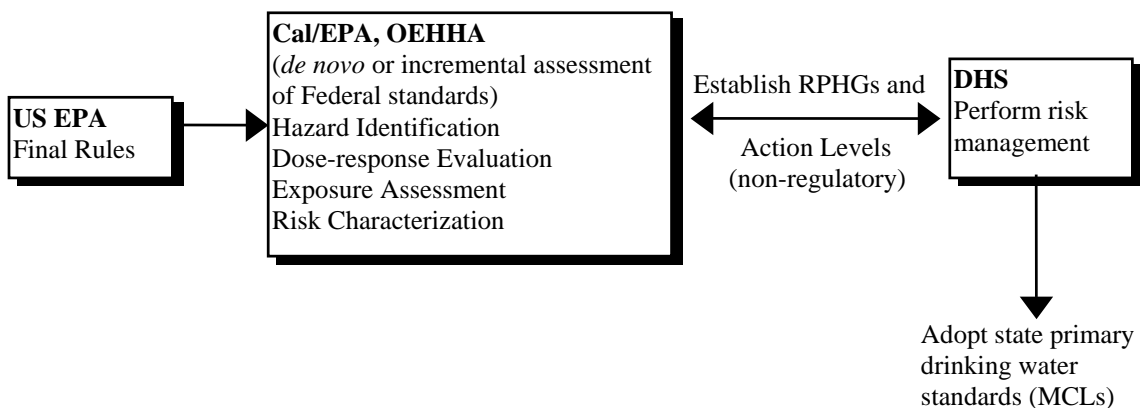 US EPA
Final Rules
Cal/EPA, OEHHA
(de novo or incremental assessment
of Federal standards)
Hazard Identification
Dose-response Evaluation
Exposure Assessment
Risk Characterization
Establish RPHGs and
Action Levels
(non-regulatory)
DHS
Perform risk
management
Adopt state primary
drinking water
standards (MCLs)